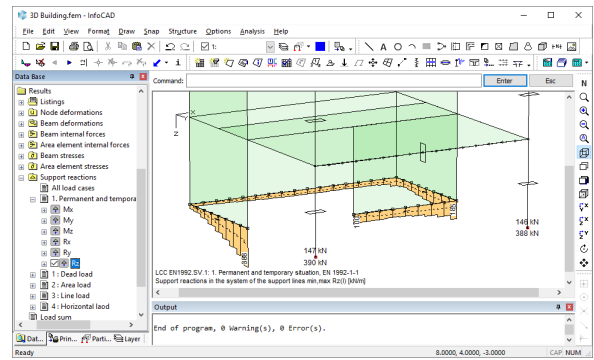 3D Building.fem - InfoCAD
File Edit View Format Draw Snap Structure Options Analysis Help
1:
Data Base
Command:
Enter
Esc
Results
Listings
Node deformations
Beam deformations
Beam internal forces
Area element internal forces
Beam stresses
Area element stresses
Support reactions
All load cases
1. Permanent and tempora
Mx
My
Mz
Rx
Ry
Rz
1 : Dead load
2 : Area load
3 : Line load
4 : Horizontal laod
Load sum
Dat... Prin... Parti... Layer
X
Z
N
147 kN
390 kN
146 kN
388 kN
LCC EN1992.SV.1: 1. Permanent and temporary situation, EN 1992-1-1
Support reactions in the system of the support lines min,max Rz(l) [kN/m]
Output
End of program, 0 Warning(s), 0 Error(s).
Ready
8.0000, 4.0000, -3.0000
CAP NUM